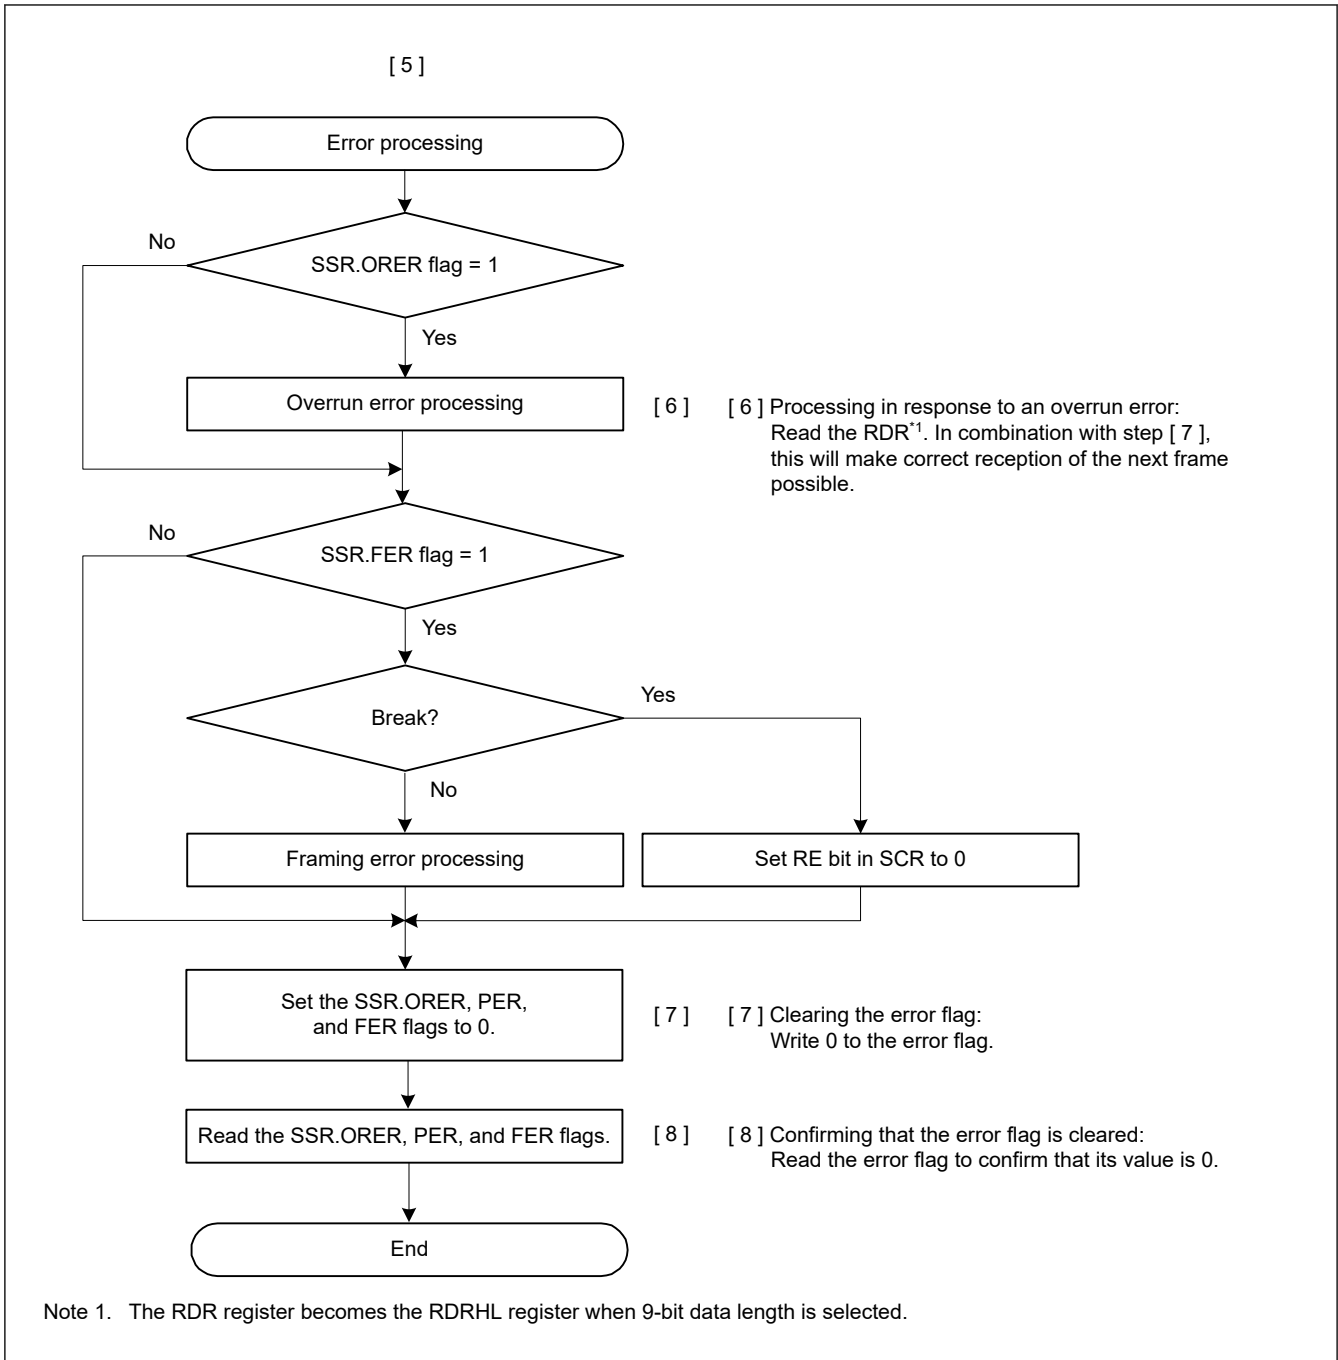 [ 5 ]
Error processing
No
SSR.ORER flag = 1
Yes
Overrun error processing
[ 6 ]
[ 6 ] Processing in response to an overrun error:
Read the RDR*1. In combination with step [ 7 ],
this will make correct reception of the next frame
possible.
No
SSR.FER flag = 1
Yes
Break?
Yes
No
Framing error processing
Set RE bit in SCR to 0
Set the SSR.ORER, PER,
and FER flags to 0.
[ 7 ]
[ 7 ] Clearing the error flag:
Write 0 to the error flag.
Read the SSR.ORER, PER, and FER flags.
[ 8 ]
[ 8 ] Confirming that the error flag is cleared:
Read the error flag to confirm that its value is 0.
End
Note 1. The RDR register becomes the RDRHL register when 9-bit data length is selected.